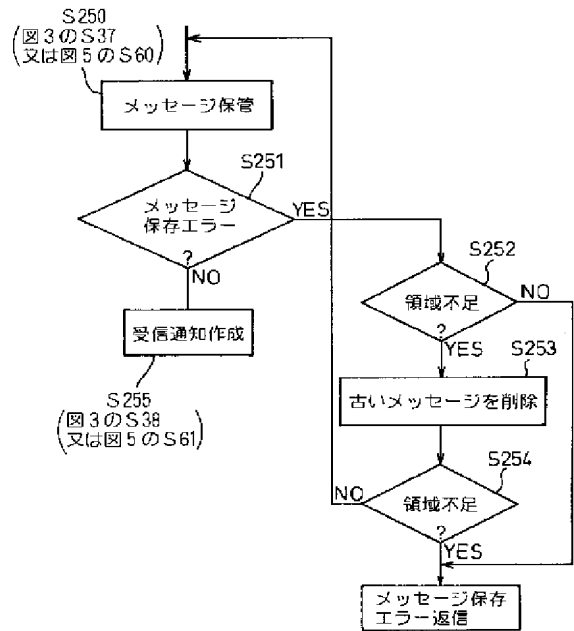 S250
(図3のS37
又は図5のS60)
メッセージ保管
S251
メッセージ
保存エラー
?
YES
NO
受信通知作成
S255
(図3のS38
又は図5のS61)
S252
領域不足
?
NO
YES
S253
古いメッセージを削除
S254
領域不足
?
NO
YES
メッセージ保存
エラー返信